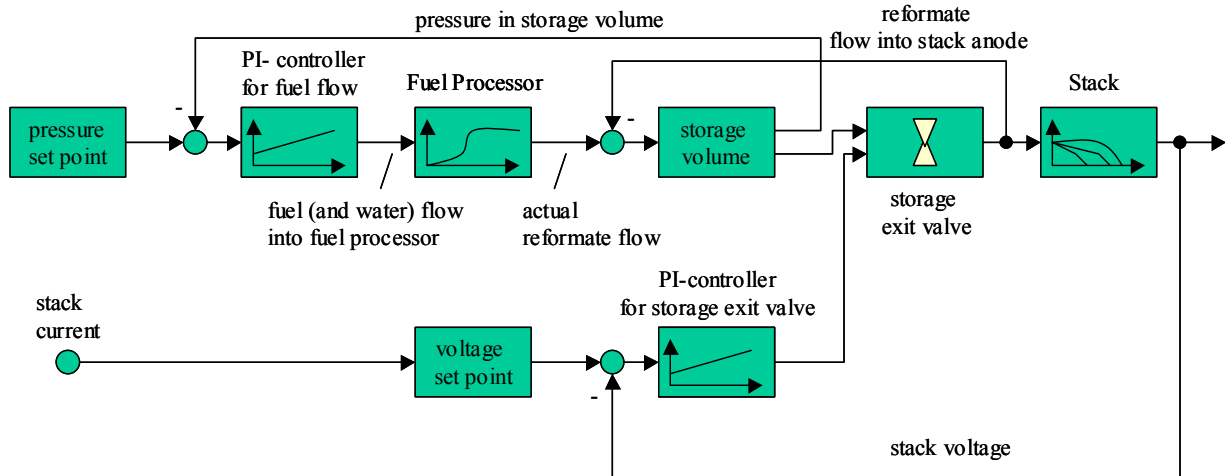 pressure in storage volume
reformate
flow into stack anode
PI- controller
for fuel flow
Fuel Processor
Stack
-
-
pressure
set point
storage
volume
fuel (and water) flow
into fuel processor
actual
reformate flow
storage
exit valve
stack
current
PI-controller
for storage exit valve
voltage
set point
-
stack voltage